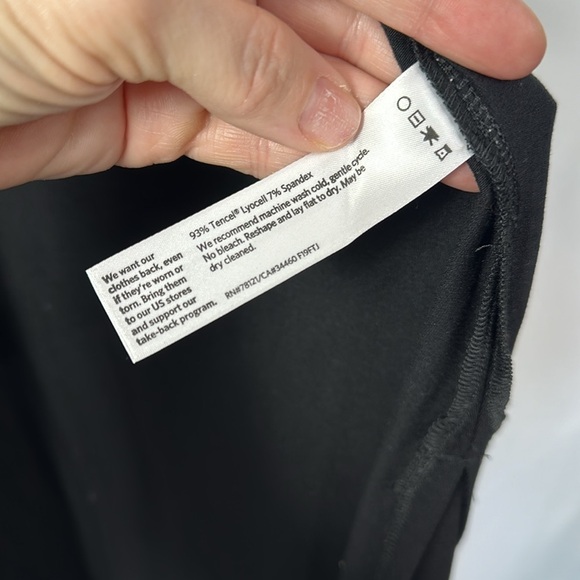 We want our
clothes back, even
if they're worn or
torn. Bring them
to our US stores
and support our
take-back program.
93% Tencel® Lyocell 7% Spandex
We recommend machine wash cold, gentle cycle.
No bleach. Reshape and lay flat to dry. May be
dry cleaned.
RN#78121/CA#34460 F19FTJ